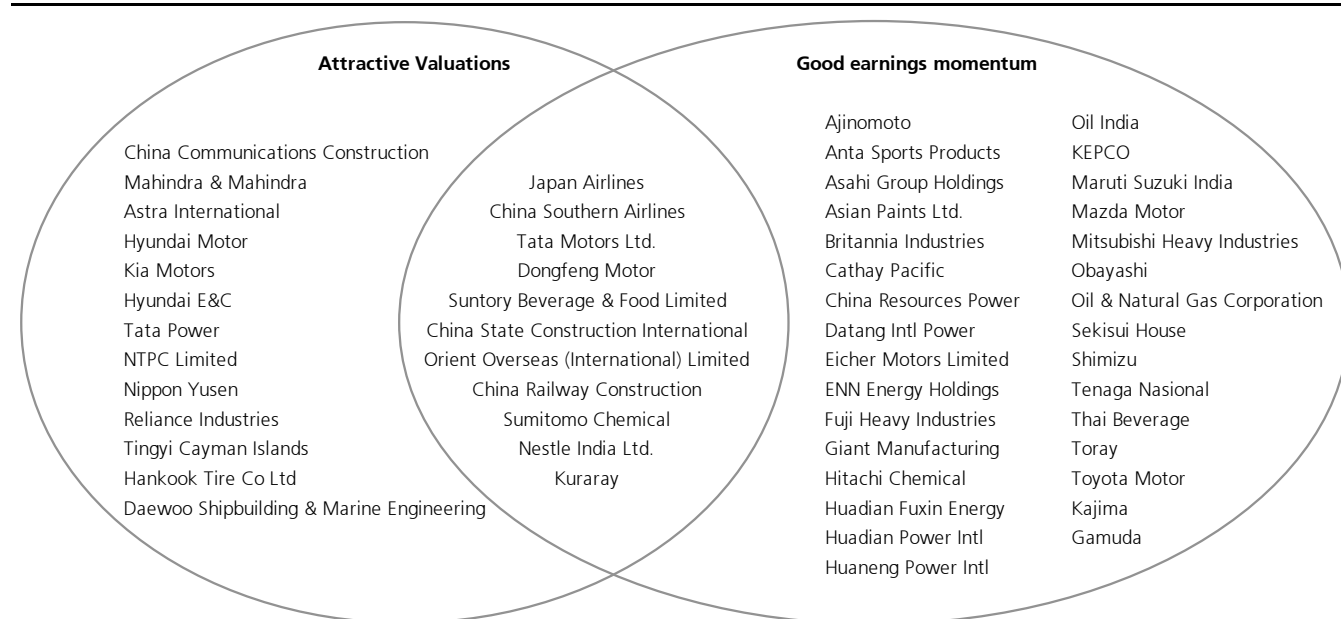 Attractive Valuations
China Communications Construction
Mahindra & Mahindra
Astra International
Hyundai Motor
Kia Motors
Hyundai E&C
Tata Power
NTPC Limited
Nippon Yusen
Reliance Industries
Tingyi Cayman Islands
Hankook Tire Co Ltd
Daewoo Shipbuilding & Marine Engineering
Japan Airlines
China Southern Airlines
Tata Motors Ltd.
Dongfeng Motor
Suntory Beverage & Food Limited
China State Construction International
Orient Overseas (International) Limited
China Railway Construction
Sumitomo Chemical
Nestle India Ltd.
Kuraray
Good earnings momentum
Ajinomoto
Anta Sports Products
Asahi Group Holdings
Asian Paints Ltd.
Britannia Industries
Cathay Pacific
China Resources Power
Datang Intl Power
Eicher Motors Limited
ENN Energy Holdings
Fuji Heavy Industries
Giant Manufacturing
Hitachi Chemical
Huadian Fuxin Energy
Huadian Power Intl
Huaneng Power Intl
Oil India
KEPCO
Maruti Suzuki India
Mazda Motor
Mitsubishi Heavy Industries
Obayashi
Oil & Natural Gas Corporation
Sekisui House
Shimizu
Tenaga Nasional
Thai Beverage
Toray
Toyota Motor
Kajima
Gamuda